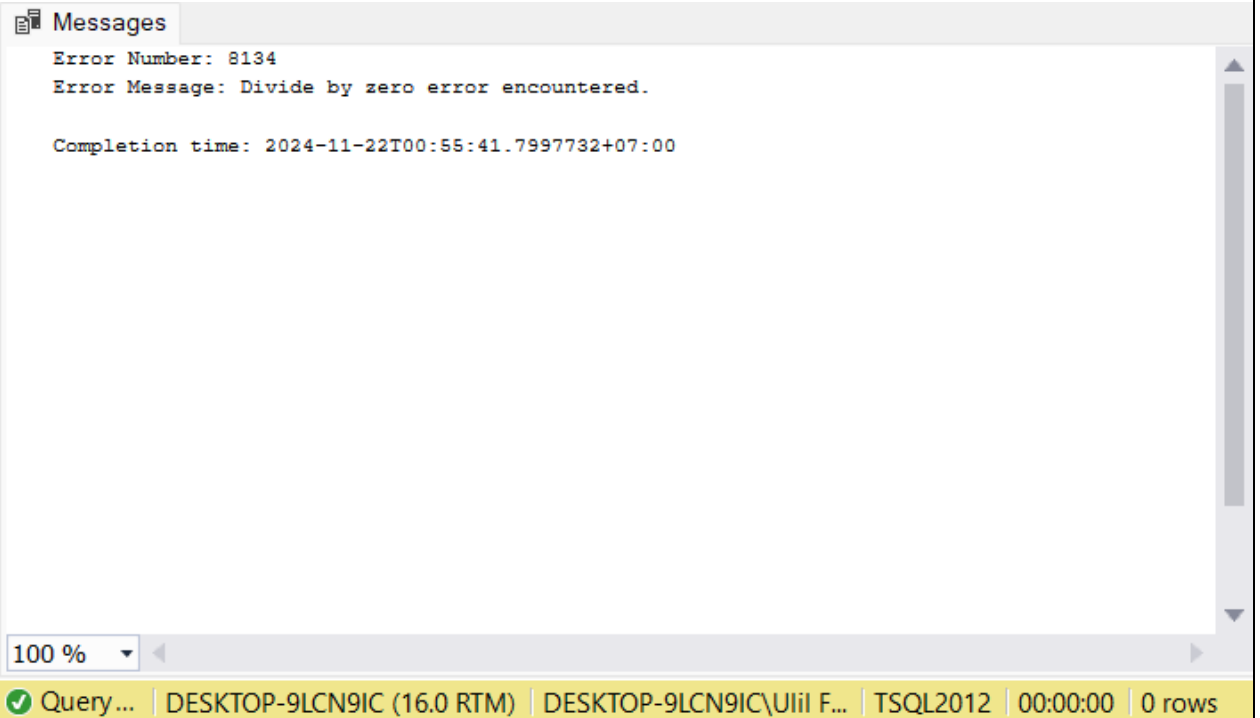 Messages
Error Number: 8134
Error Message: Divide by zero error encountered.
Completion time: 2024-11-22T00:55:41.7997732+07:00
100 %
Query... DESKTOP-9LCN9IC (16.0 RTM) DESKTOP-9LCN9IC\Ulil F... TSQL2012 00:00:00 0 rows